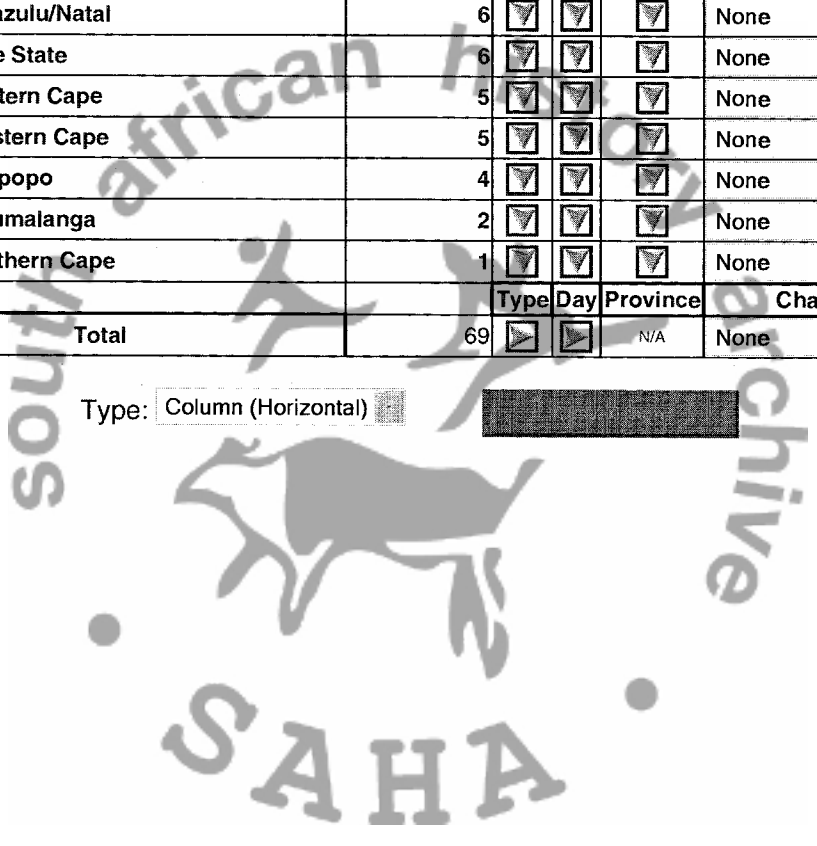 azulu/Natal 6 None
e State 6 None
tern Cape 5 None
stern Cape 5 None
popo 4 None
umalanga 2 None
thern Cape 1 None
Type Day Province Cha
Total 69 N/A None
Type: Column (Horizontal)
south african history archive
SAHA